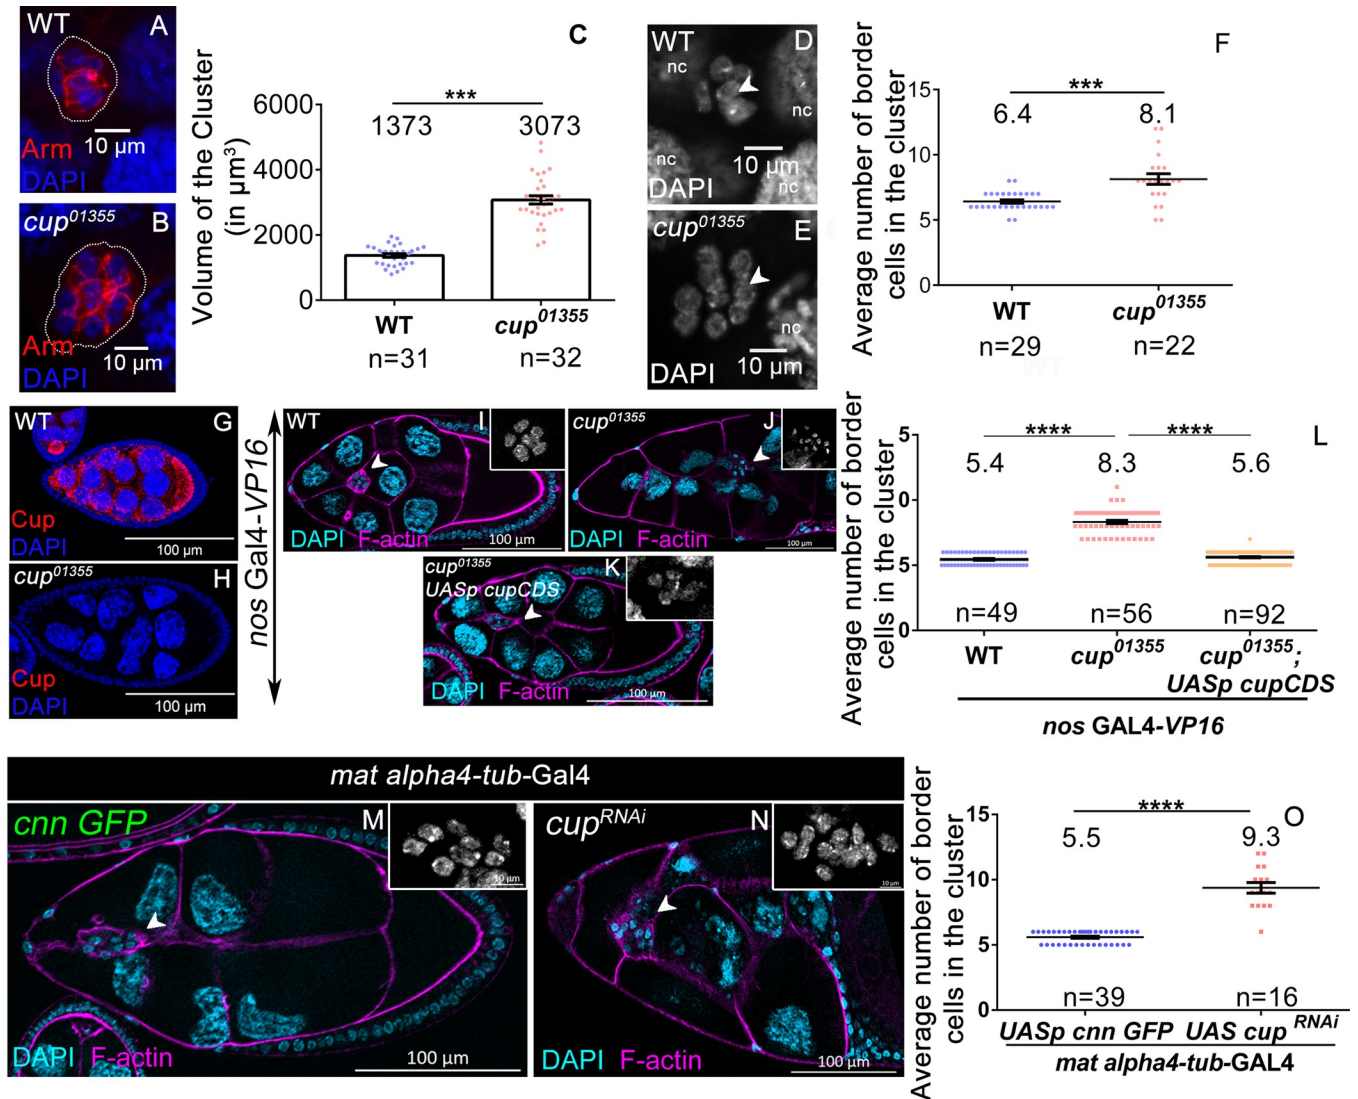 WT A
Arm
10 µm
DAPI
cup01355
B
Arm
10 µm
DAPI
C
Volume of the Cluster
(in µm3)
6000
4000
2000
0
***
1373 3073
WT cup01355
n=31 n=32
WT D
nc
nc
10 µm
nc
nc
DAPI
cup01355
E
nc
10 µm
DAPI
F
Average number of border
cells in the cluster
15
10
5
0
***
6.4 8.1
WT cup01355
n=29 n=22
WT G
Cup
DAPI
100 µm
cup01355 H
Cup
DAPI
100 µm
nos Gal4-VP16
WT I
DAPI F-actin
100 µm
cup01355 J
DAPI F-actin
100 µm
cup01355 K
UASp cupCDS
DAPI F-actin
100 µm
L
Average number of border
cells in the cluster
5
0
5
0
**** ****
5.4 8.3 5.6
n=49 n=56 n=92
WT cup01355 cup01355;
UASp cupCDS
nos GAL4-VP16
mat alpha4-tub-Gal4
cnn GFP M
10 µm
DAPI F-actin
100 µm
cupRNAi N
10 µm
DAPI F-actin
100 µm
O
Average number of border
cells in the cluster
15
10
5
0
****
5.5 9.3
n=39 n=16
UASp cnn GFP UAS cup RNAi
mat alpha4-tub-GAL4